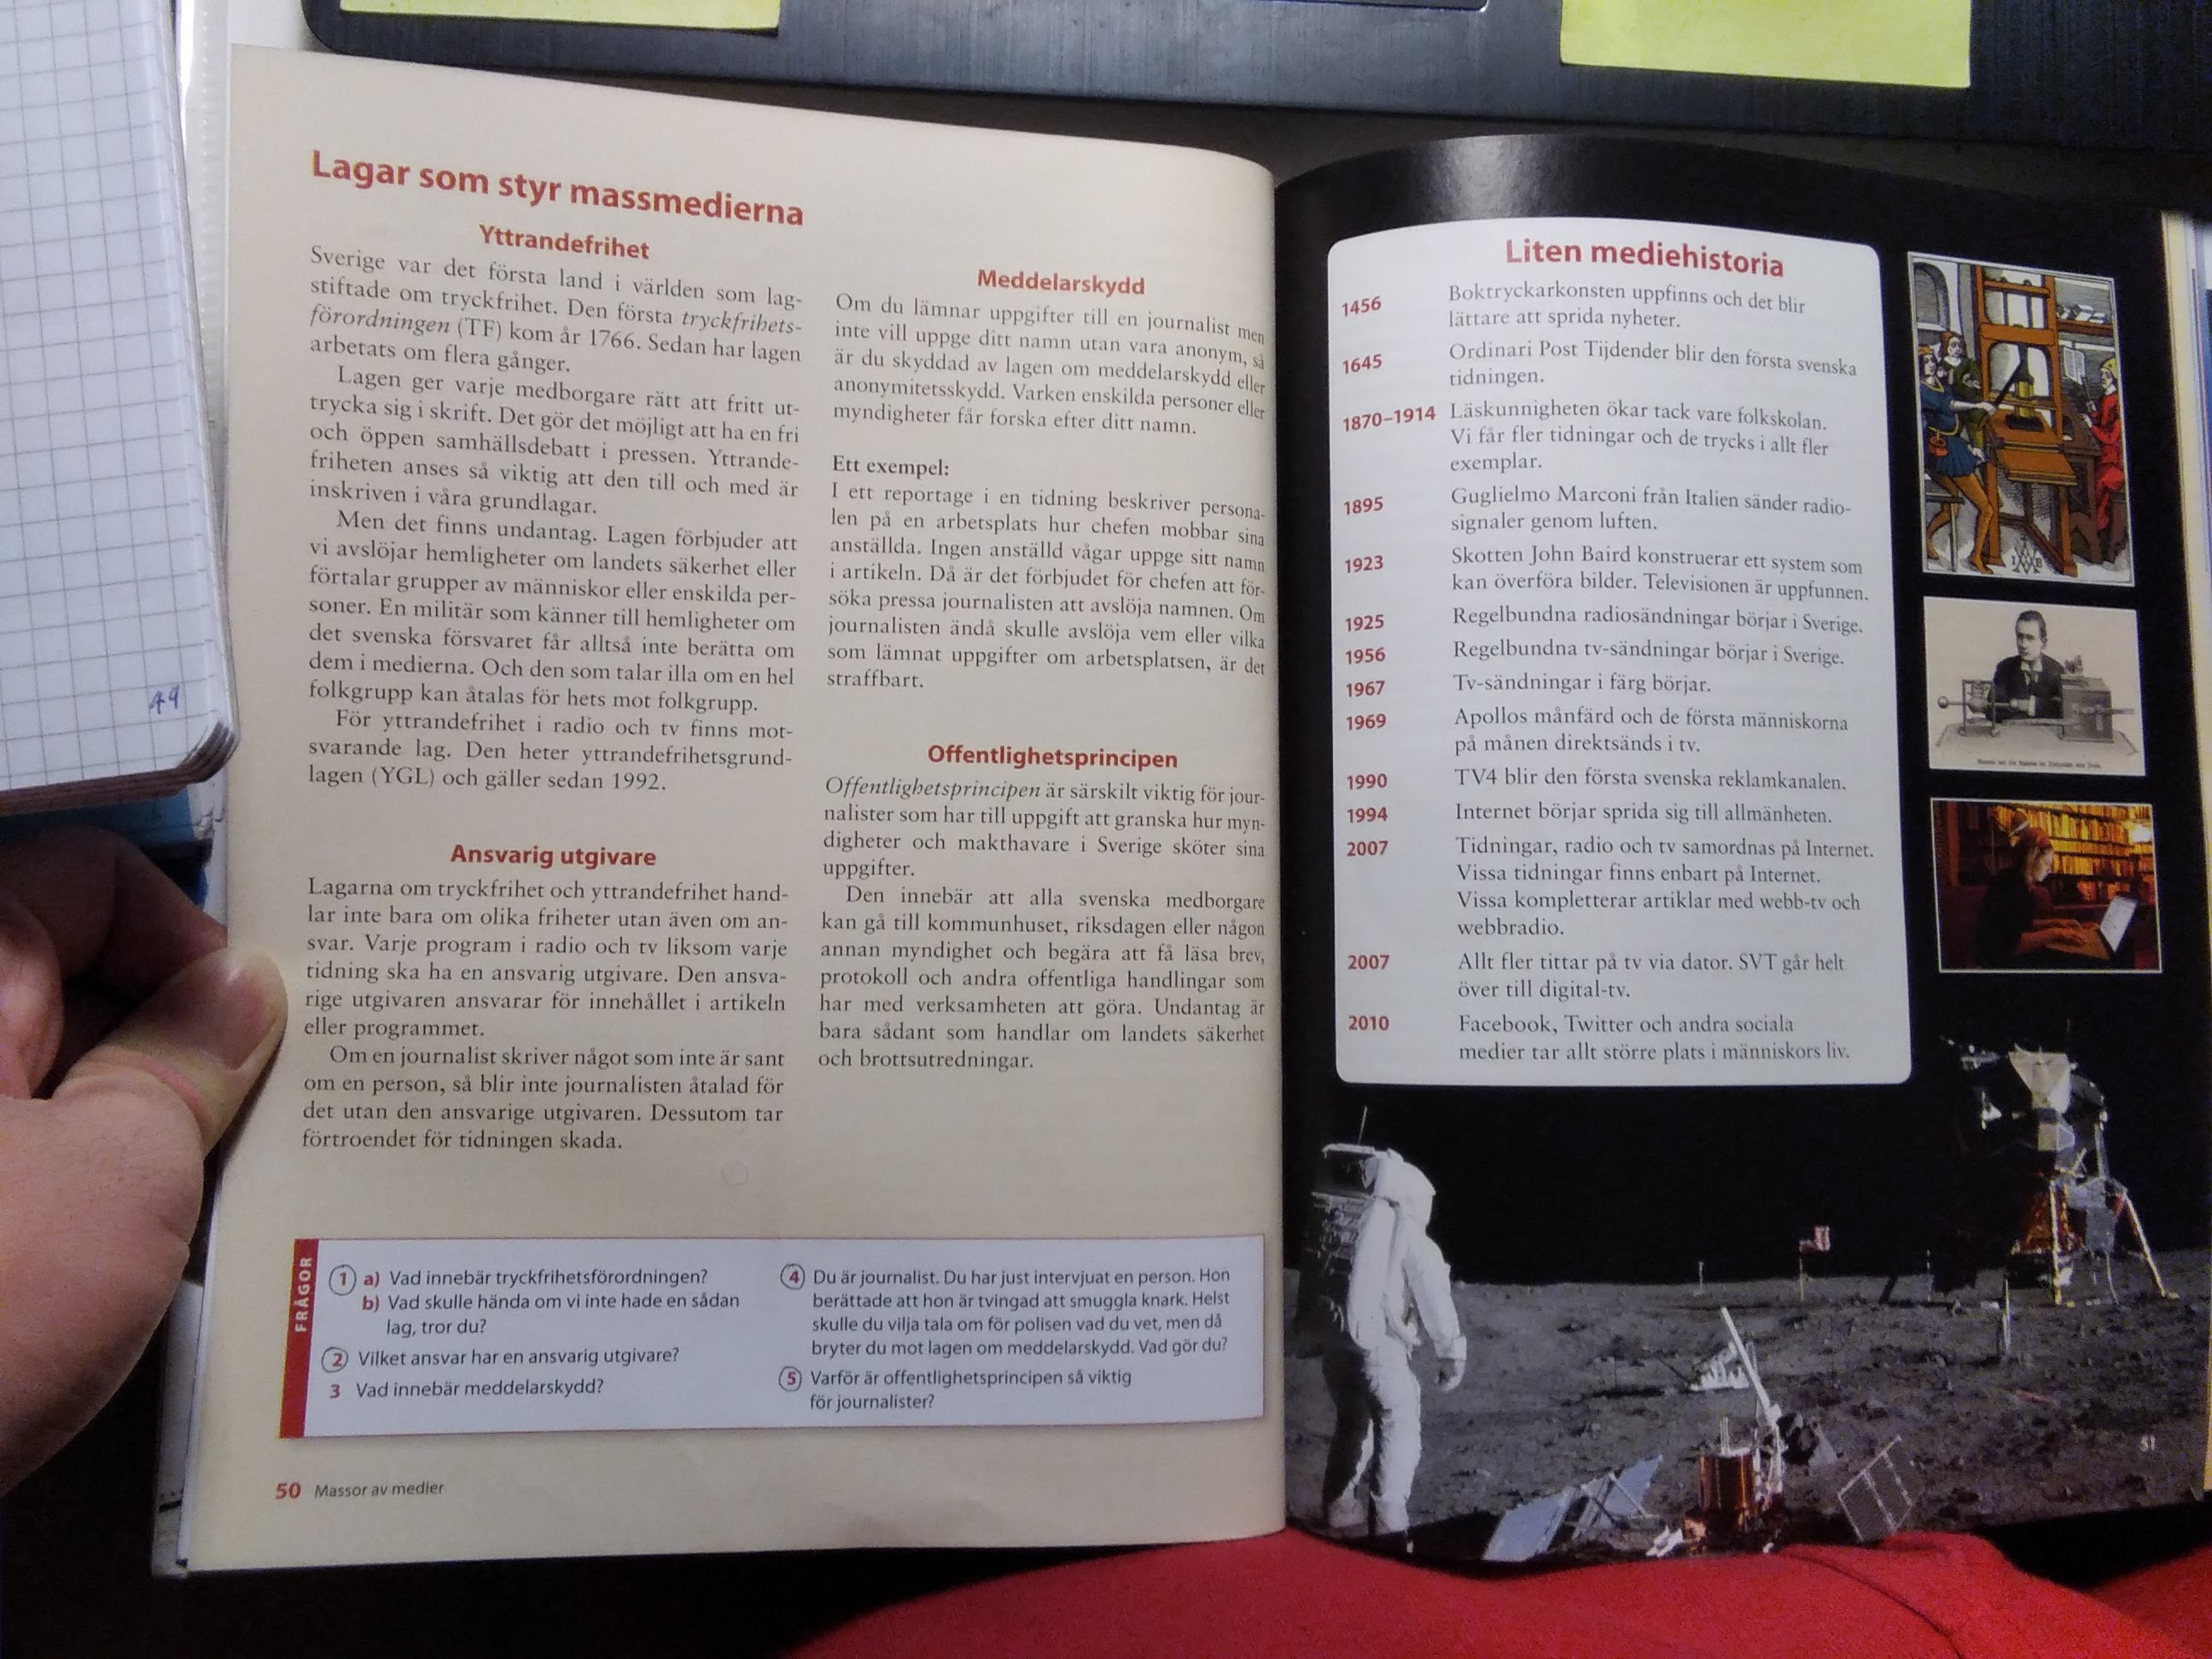 44
Lagar som styr massmedierna
Yttrandefrihet
Sverige var det första land i världen som lag-
stiftade om tryckfrihet. Den första tryckfrihets-
förordningen (TF) kom år 1766. Sedan har lagen
arbetats om flera gånger.
Lagen ger varje medborgare rätt att fritt ut-
trycka sig i skrift. Det gör det möjligt att ha en fri
och öppen samhällsdebatt i pressen. Yttrande-
friheten anses så viktig att den till och med är
inskriven i våra grundlagar.
Men det finns undantag. Lagen förbjuder att
vi avslöjar hemligheter om landets säkerhet eller
förtalar grupper av människor eller enskilda per-
soner. En militär som känner till hemligheter om
det svenska försvaret får alltså inte berätta om
dem i medierna. Och den som talar illa om en hel
folkgrupp kan åtalas för hets mot folkgrupp.
För yttrandefrihet i radio och tv finns mot-
svarande lag. Den heter yttrandefrihetsgrund-
lagen (YGL) och gäller sedan 1992.
Ansvarig utgivare
Lagarna om tryckfrihet och yttrandefrihet hand-
lar inte bara om olika friheter utan även om an-
svar. Varje program i radio och tv liksom varje
tidning ska ha en ansvarig utgivare. Den ansva-
rige utgivaren ansvarar för innehållet i artikeln
eller programmet.
Om en journalist skriver något som inte är sant
om en person, så blir inte journalisten åtalad för
det utan den ansvarige utgivaren. Dessutom tar
förtroendet för tidningen skada.
Meddelarskydd
Om du lämnar uppgifter till en journalist men
inte vill uppge ditt namn utan vara anonym, så
är du skyddad av lagen om meddelarskydd eller
anonymitetsskydd. Varken enskilda personer eller
myndigheter får forska efter ditt namn.
Ett exempel:
I ett reportage i en tidning beskriver persona-
len på en arbetsplats hur chefen mobbar sina
anställda. Ingen anställd vågar uppge sitt namn
i artikeln. Då är det förbjudet för chefen att för-
söka pressa journalisten att avslöja namnen. Om
journalisten ändå skulle avslöja vem eller vilka
som lämnat uppgifter om arbetsplatsen, är det
straffbart.
Offentlighetsprincipen
Offentlighetsprincipen är särskilt viktig för jour-
nalister som har till uppgift att granska hur myn-
digheter och makthavare i Sverige sköter sina
uppgifter.
Den innebär att alla svenska medborgare
kan gå till kommunhuset, riksdagen eller någon
annan myndighet och begära att få läsa brev,
protokoll och andra offentliga handlingar som
har med verksamheten att göra. Undantag är
bara sådant som handlar om landets säkerhet
och brottsutredningar.
FRÅGOR
1 a) Vad innebär tryckfrihetsförordningen?
b) Vad skulle hända om vi inte hade en sådan
lag, tror du?
2 Vilket ansvar har en ansvarig utgivare?
3 Vad innebär meddelarskydd?
4 Du är journalist. Du har just intervjuat en person. Hon
berättade att hon är tvingad att smuggla knark. Helst
skulle du vilja tala om för polisen vad du vet, men då
bryter du mot lagen om meddelarskydd. Vad gör du?
5 Varför är offentlighetsprincipen så viktig
för journalister?
50 Massor av medier
Liten mediehistoria
1456 Boktryckarkonsten uppfinns och det blir
lättare att sprida nyheter.
1645 Ordinari Post Tijdender blir den första svenska
tidningen.
1870–1914 Läskunnigheten ökar tack vare folkskolan.
Vi får fler tidningar och de trycks i allt fler
exemplar.
1895 Guglielmo Marconi från Italien sänder radio-
signaler genom luften.
1923 Skotten John Baird konstruerar ett system som
kan överföra bilder. Televisionen är uppfunnen.
1925 Regelbundna radiosändningar börjar i Sverige.
1956 Regelbundna tv-sändningar börjar i Sverige.
1967 Tv-sändningar i färg börjar.
1969 Apollos månfärd och de första människorna
på månen direktsänds i tv.
1990 TV4 blir den första svenska reklamkanalen.
1994 Internet börjar sprida sig till allmänheten.
2007 Tidningar, radio och tv samordnas på Internet.
Vissa tidningar finns enbart på Internet.
Vissa kompletterar artiklar med webb-tv och
webbradio.
2007 Allt fler tittar på tv via dator. SVT går helt
över till digital-tv.
2010 Facebook, Twitter och andra sociala
medier tar allt större plats i människors liv.
51